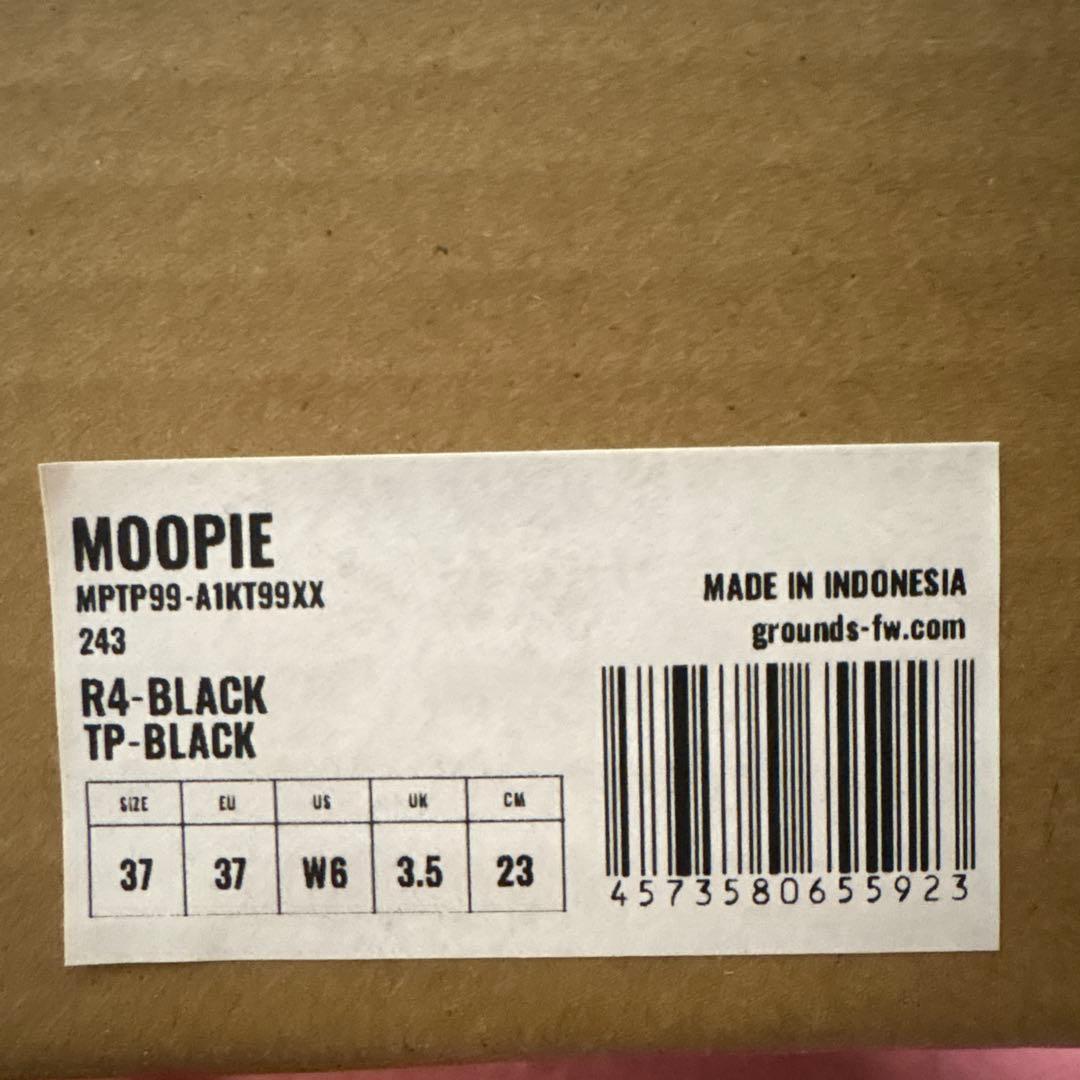 MOOPIE
MPTP99-A1KT99XX
243
R4-BLACK
TP-BLACK
MADE IN INDONESIA
grounds-fw.com
SIZE EU US UK CM
37 37 W6 3.5 23
4573580655923